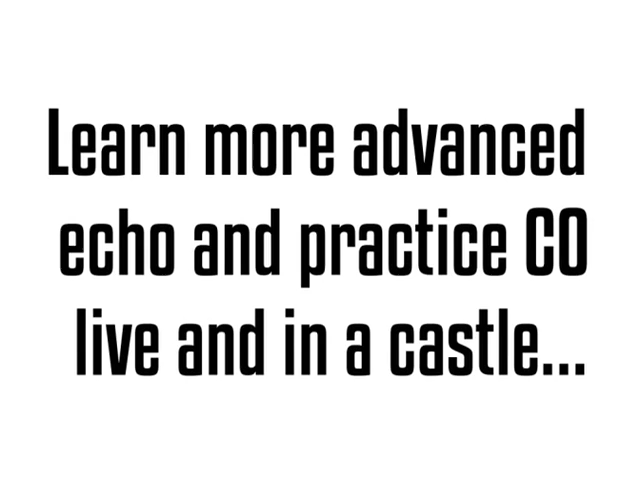 Learn more advanced
echo and practice CO
live and in a castle...